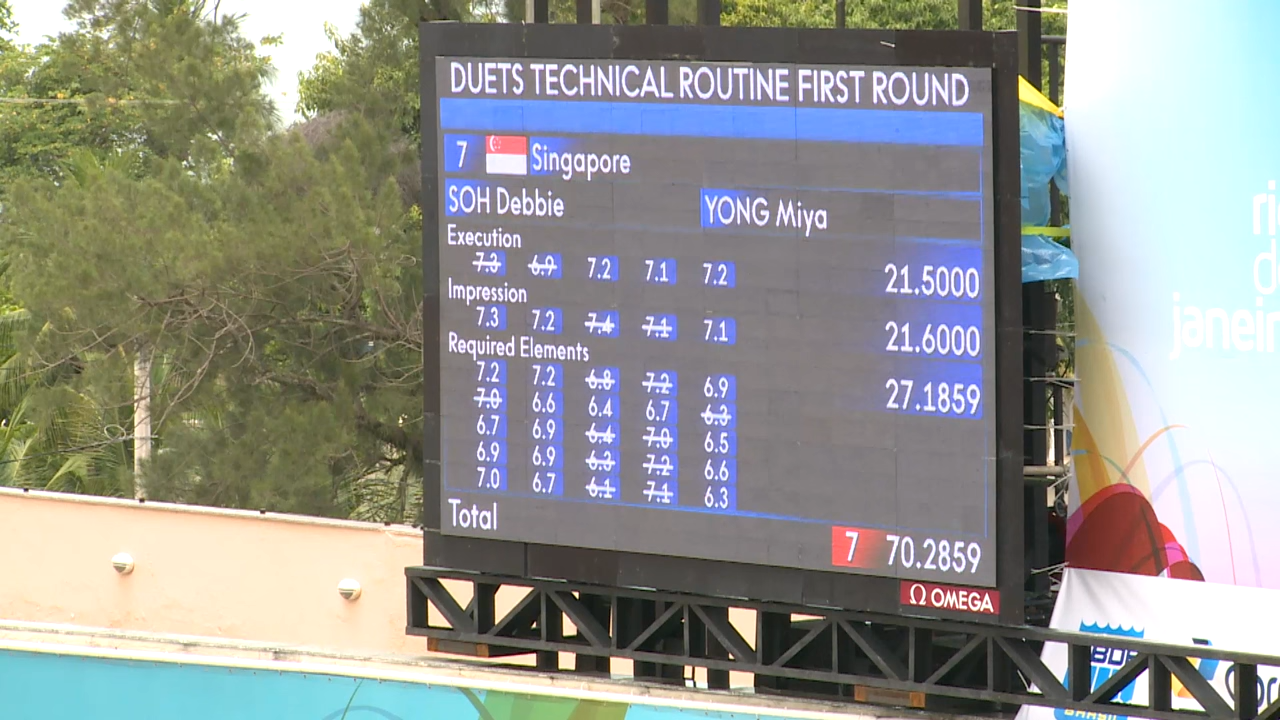 DUETS TECHNICAL ROUTINE FIRST ROUND
7 Singapore
SOH Debbie YONG Miya
Execution
7.3 6.9 7.2 7.1 7.2 21.5000
Impression
7.3 7.2 7.4 7.1 7.1 21.6000
Required Elements
7.2 7.2 6.8 7.2 6.9 27.1859
7.0 6.6 6.4 6.7 6.3
6.7 6.9 6.4 7.0 6.5
6.9 6.9 6.3 7.2 6.6
7.0 6.7 6.1 7.1 6.3
Total
7 70.2859
Ω OMEGA